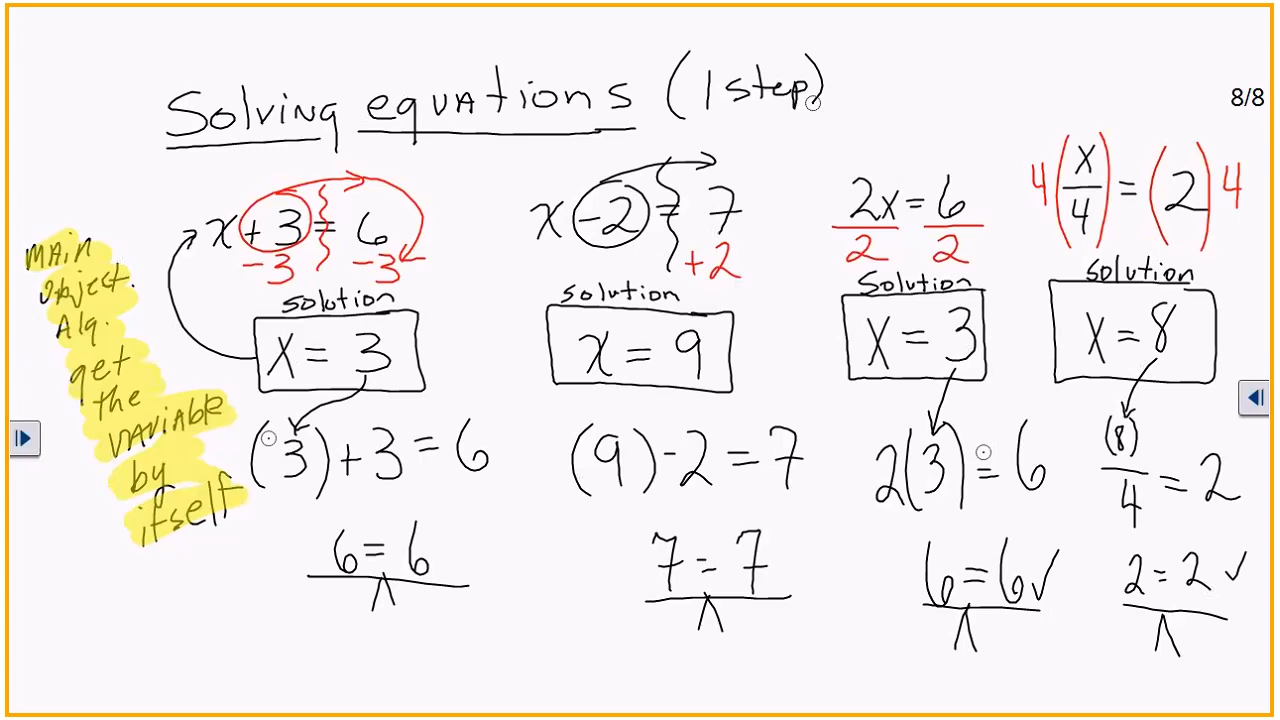 Solving equations (1 step)
8/8
MAin
object.
Alg.
get
the
VARiAble
by
itself
x + 3 = 6
-3 -3
solution
x = 3
(3) + 3 = 6
6 = 6
x - 2 = 7
+2
solution
x = 9
(9) - 2 = 7
7 = 7
2x = 6
2 2
solution
x = 3
2(3) = 6
6 = 6 ✓
4(x/4) = (2)4
solution
x = 8
(8)/4 = 2
2 = 2 ✓